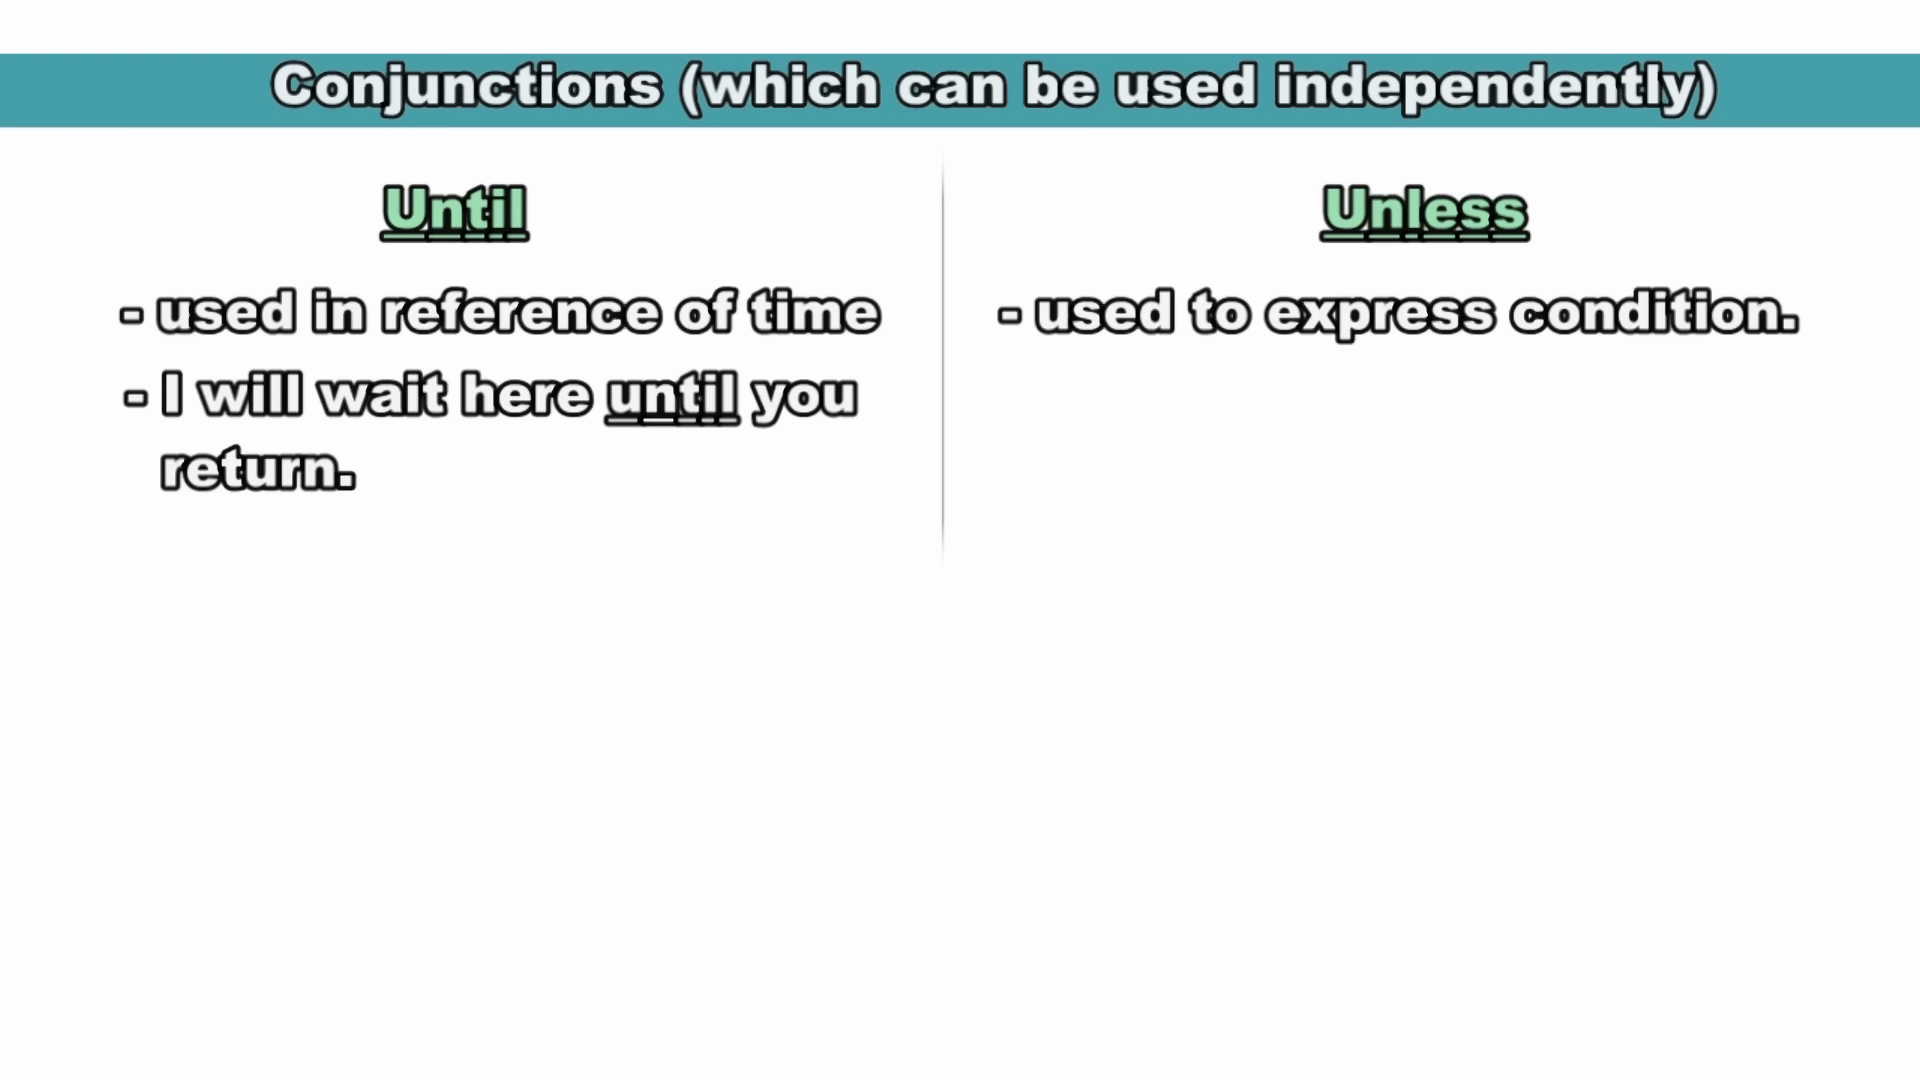 Conjunctions (which can be used independently)
Until
- used in reference of time
- I will wait here until you
return.
Unless
- used to express condition.